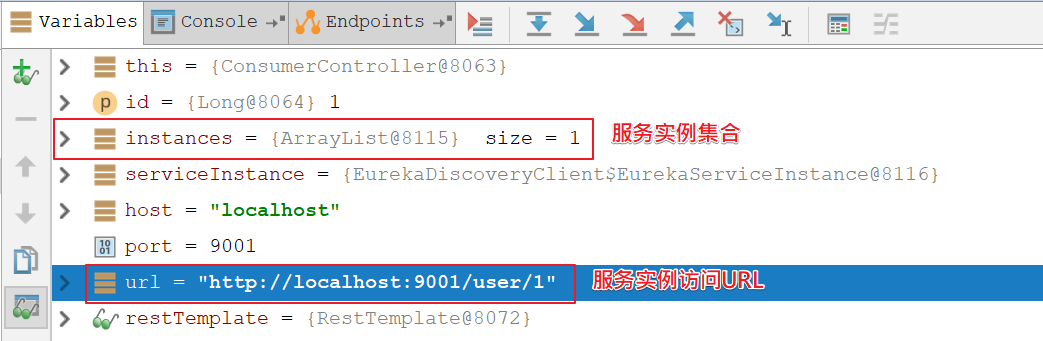 Variables Console Endpoints
this = {ConsumerController@8063}
p id = {Long@8064} 1
instances = {ArrayList@8115} size = 1 服务实例集合
serviceInstance = {EurekaDiscoveryClient$EurekaServiceInstance@8116}
host = "localhost"
10 01 port = 9001
url = "http://localhost:9001/user/1" 服务实例访问URL
restTemplate = {RestTemplate@8072}